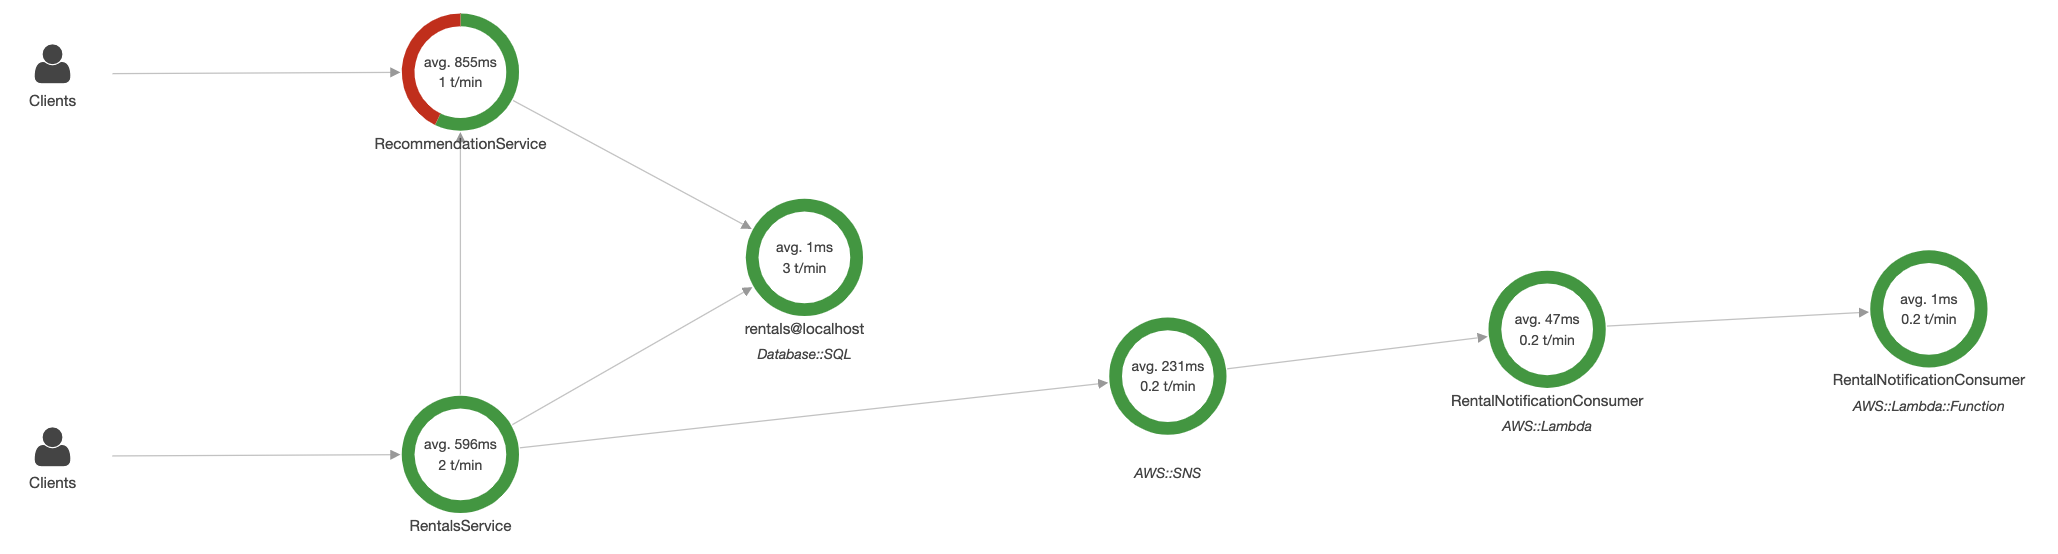 avg. 855ms
1 t/min
Clients
RecommendationService
avg. 1ms
3 t/min
rentals@localhost
Database::SQL
avg. 596ms
2 t/min
Clients
RentalsService
avg. 231ms
0.2 t/min
AWS::SNS
avg. 47ms
0.2 t/min
RentalNotificationConsumer
AWS::Lambda
avg. 1ms
0.2 t/min
RentalNotificationConsumer
AWS::Lambda::Function